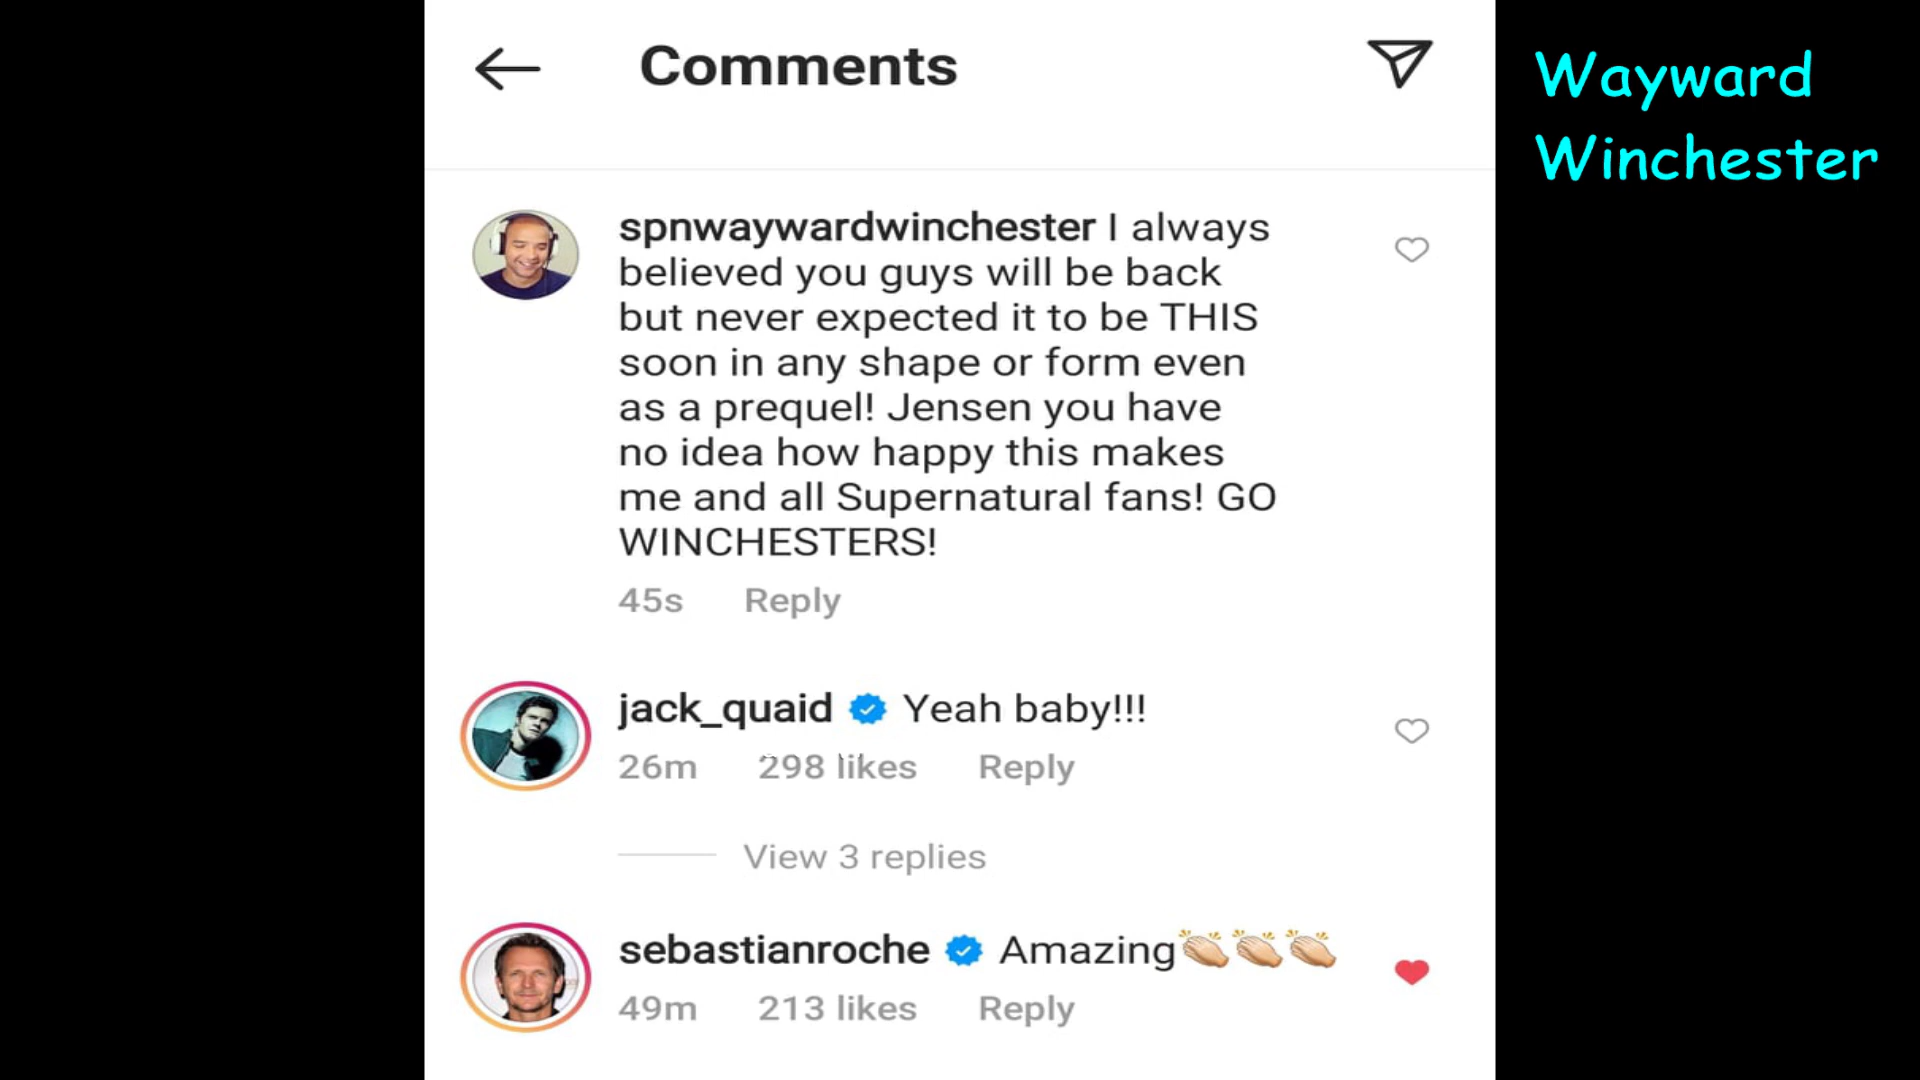 Comments
Wayward
Winchester
spnwaywardwinchester I always
believed you guys will be back
but never expected it to be THIS
soon in any shape or form even
as a prequel! Jensen you have
no idea how happy this makes
me and all Supernatural fans! GO
WINCHESTERS!
45s Reply
jack_quaid Yeah baby!!!
26m 298 likes Reply
View 3 replies
sebastianroche Amazing👏🏻👏🏻👏🏻
49m 213 likes Reply